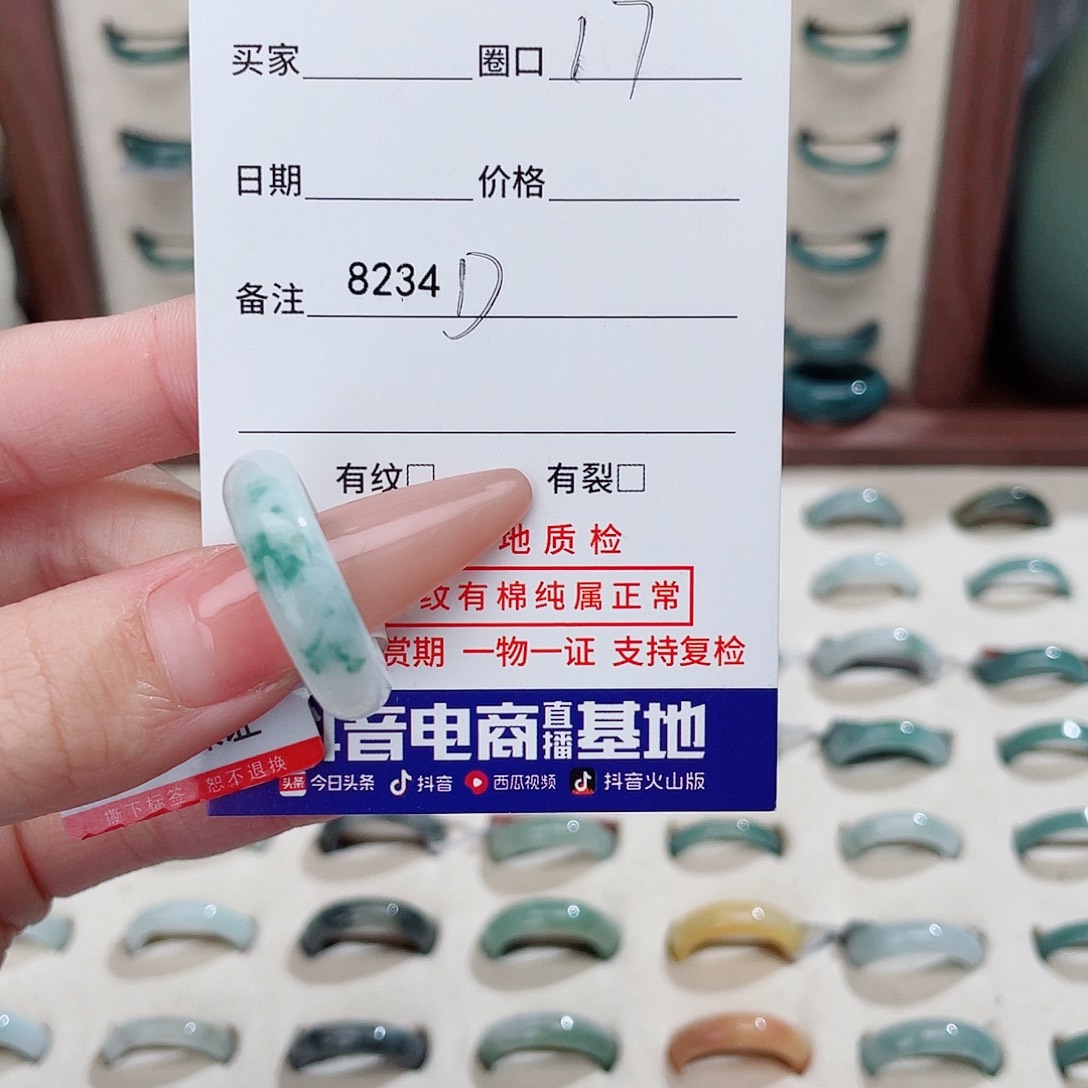 买家 圈口 17
日期 价格
备注 8234 D
有纹□ 有裂□
地质检
纹有棉纯属正常
赏期 一物一证 支持复检
抖音电商直播基地
头条 今日头条 抖音 西瓜视频 抖音火山版
撕下标签 恕不退换